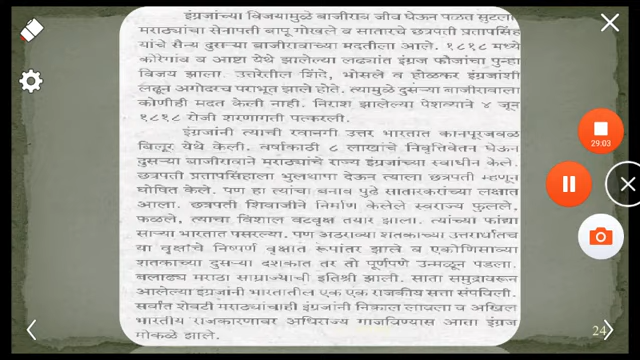 इंग्रजांच्या विजयामुळे बाजीराव जीव घेऊन पळत सुटला
मराठ्यांचा सेनापती बापू गोखले व सातारचे छत्रपती प्रतापसिंह
यांचे सैन्य दुसऱ्या बाजीरावाच्या मदतीला आले. १८१८ मध्ये
कोरेगांव व आष्टा येथे झालेल्या लढ्यांत इंग्रज फौजांचा पुन्हा
विजय झाला. उत्तरेतील शिंदे, भोसले व होळकर इंग्रजांशी
लढून अगोदरच पराभूत झाले होते. त्यामुळे दुसऱ्या बाजीरावाला
कोणीही मदत केली नाही. निराश झालेल्या पेशव्याने ४ जून
१८१८ रोजी शरणागती पत्करली.
इंग्रजांनी त्याची रवानगी उत्तर भारतात कानपूरजवळ
बिठूर येथे केली. वर्षाकाठी ८ लाखांचे निवृत्तिवेतन घेऊन
दुसऱ्या बाजीरावाने मराठ्यांचे राज्य इंग्रजांच्या स्वाधीन केले.
छत्रपती प्रतापसिंहाला भुलथापा देऊन त्याला छत्रपती म्हणून
घोषित केले. पण हा त्यांचा बनाव पुढे सातारकरांच्या लक्षात
आला. छत्रपती शिवाजीने निर्माण केलेले स्वराज्य फुलले,
फळले, त्याचा विशाल वटवृक्ष तयार झाला. त्यांच्या फांद्या
साऱ्या भारतात पसरल्या. पण अठराव्या शतकाच्या उत्तरार्धातच
या वृक्षांचे निष्पर्ण वृक्षात रूपांतर झाले व एकोणिसाव्या
शतकाच्या दुसऱ्या दशकात तर तो पूर्णपणे उन्मळून पडला.
बलाढ्य मराठा साम्राज्याची इतिश्री झाली. साता समुद्रावरून
आलेल्या इंग्रजांनी भारतातील एक एक राजकीय सत्ता संपविली.
सर्वांत शेवटी मराठ्यांचाही इंग्रजांनी निकाल लावला व अखिल
भारतीय राजकारणावर अधिराज्य गाजविण्यास आता इंग्रज
मोकळे झाले.
29:03
24